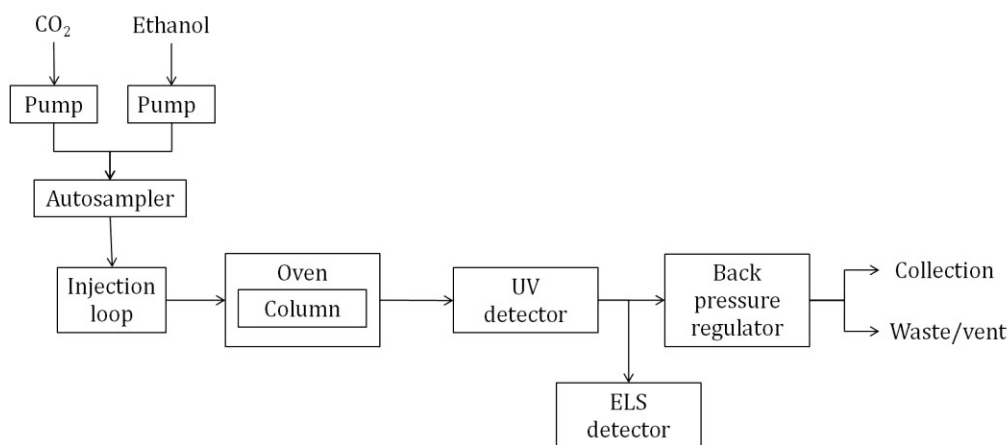 CO₂
Ethanol
Pump
Pump
Autosampler
Injection
loop
Oven
Column
UV
detector
Back
pressure
regulator
Collection
Waste/vent
ELS
detector